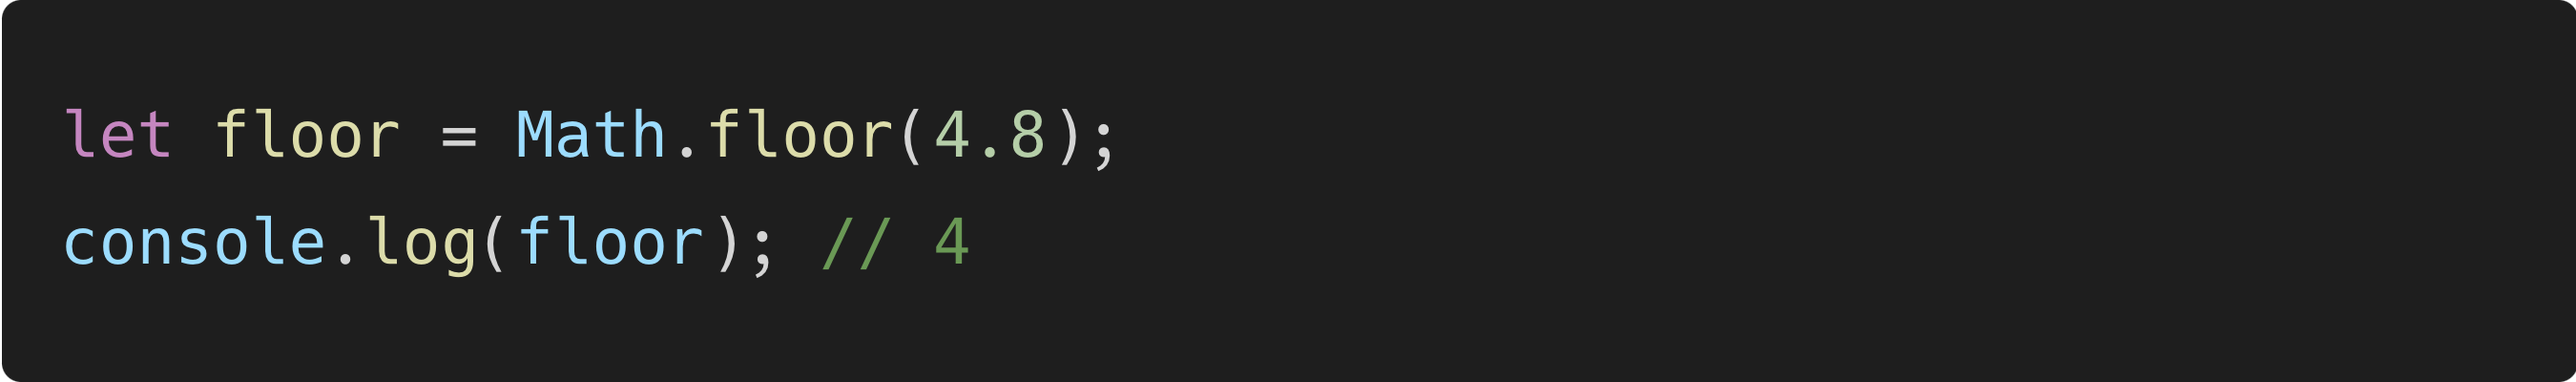 let floor = Math.floor(4.8);
console.log(floor); // 4